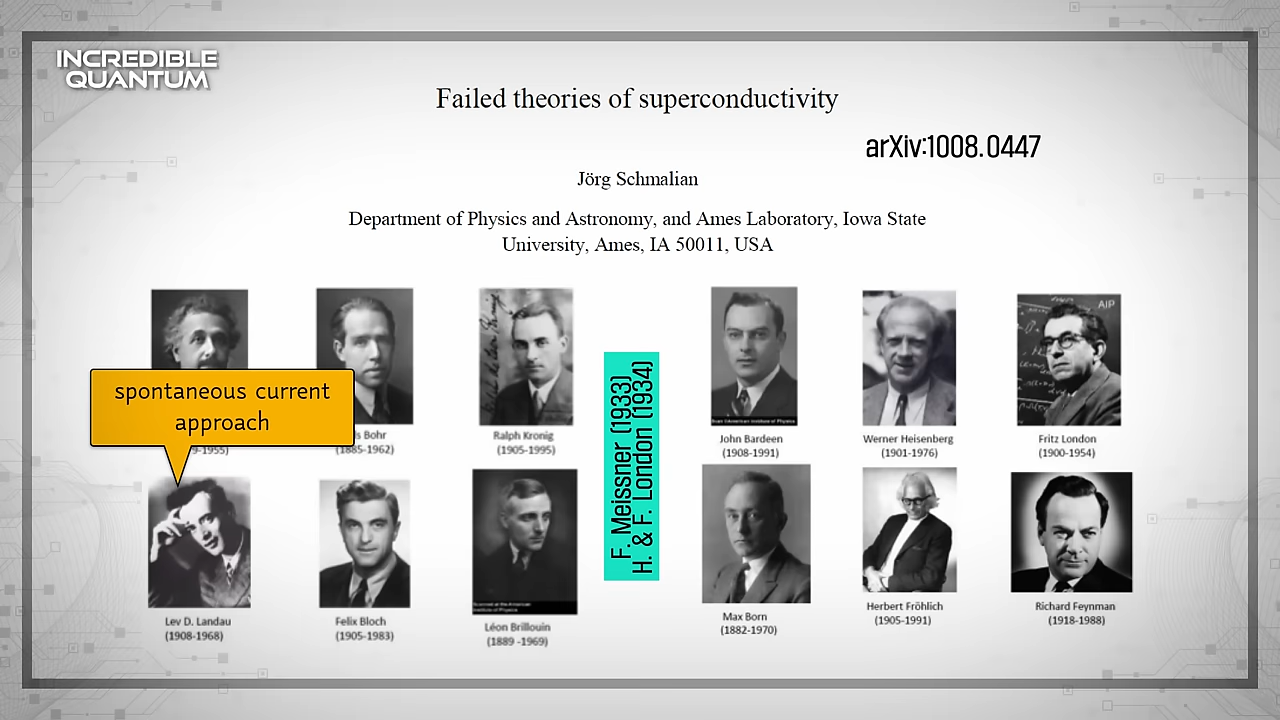 INCREDIBLE
QUANTUM
Failed theories of superconductivity
arXiv:1008.0447
Jörg Schmalian
Department of Physics and Astronomy, and Ames Laboratory, Iowa State
University, Ames, IA 50011, USA
AIP
spontaneous current
approach
Bohr
(1885-1962)
Ralph Kronig
(1905-1995)
F. Meissner (1933)
H. & F. London (1934)
John Bardeen
(1908-1991)
Werner Heisenberg
(1901-1976)
Fritz London
(1900-1954)
Lev D. Landau
(1908-1968)
Felix Bloch
(1905-1983)
Léon Brillouin
(1889 -1969)
Max Born
(1882-1970)
Herbert Fröhlich
(1905-1991)
Richard Feynman
(1918-1988)